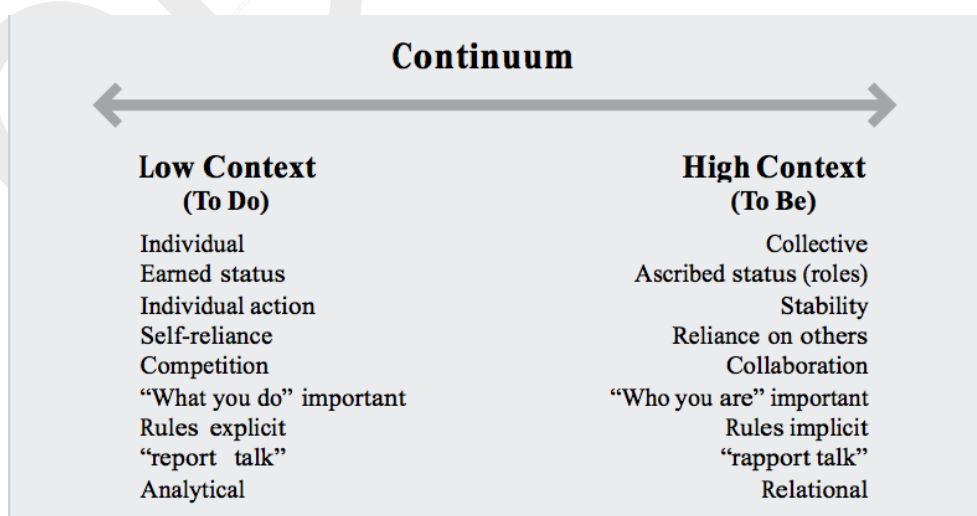 Continuum
Low Context High Context
(To Do) (To Be)
Individual Collective
Earned status Ascribed status (roles)
Individual action Stability
Self-reliance Reliance on others
Competition Collaboration
“What you do” important “Who you are” important
Rules explicit Rules implicit
“report talk” “rapport talk”
Analytical Relational